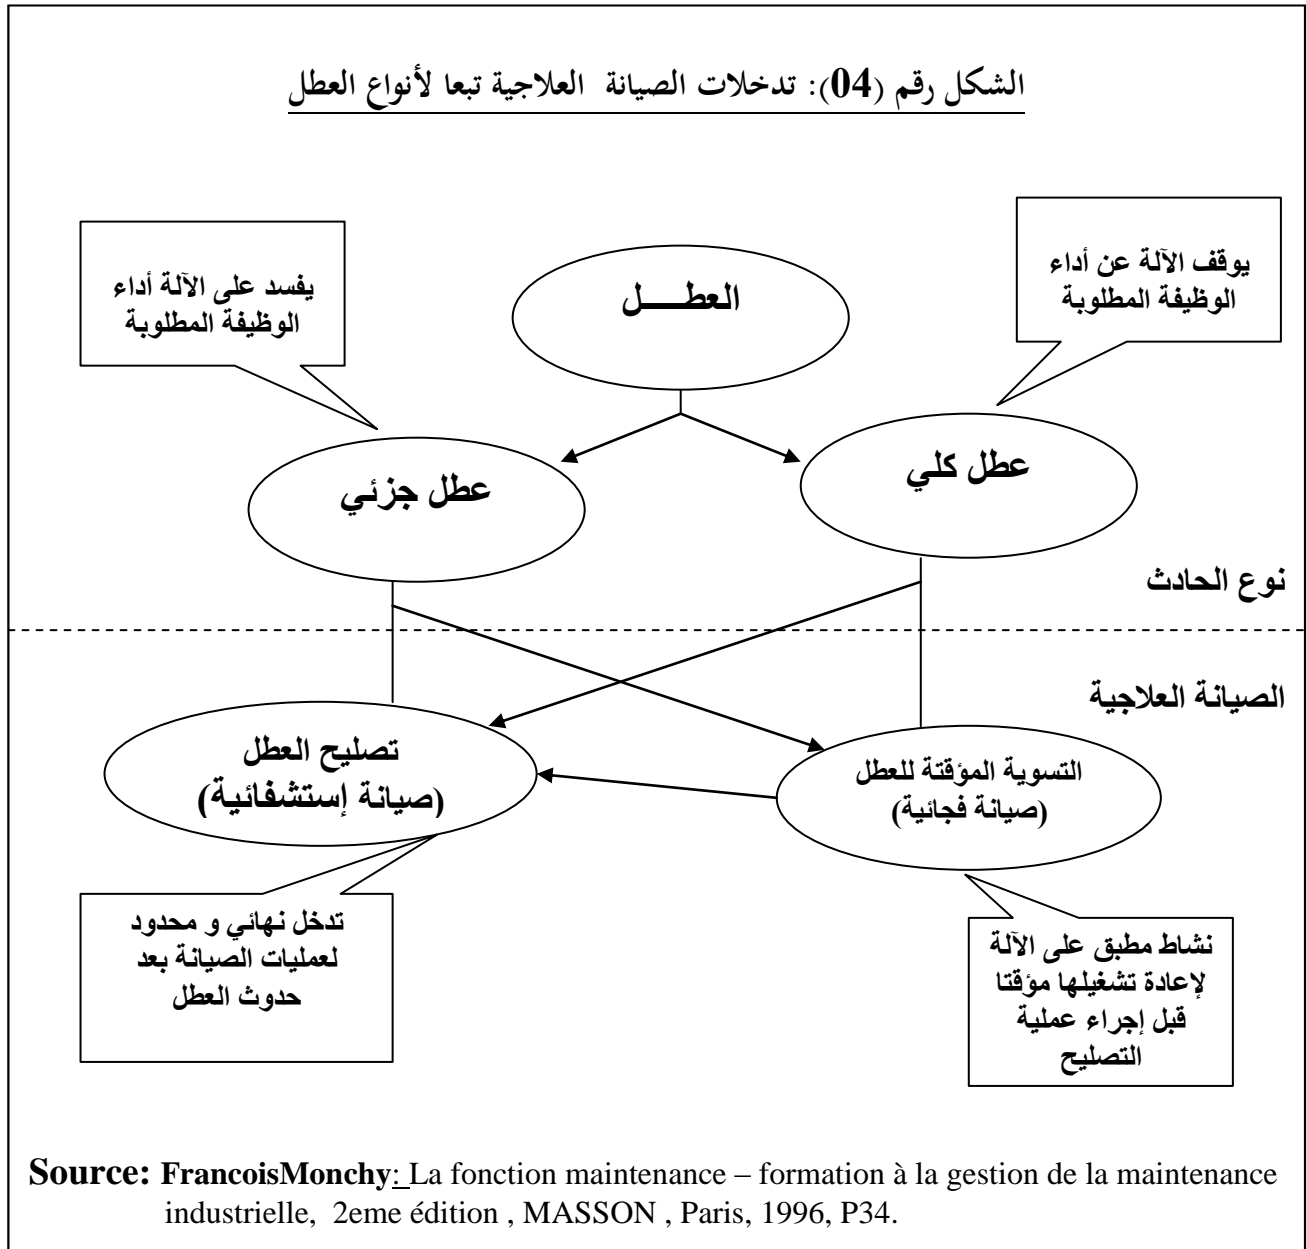 الشكل رقم (04): تدخلات الصيانة العلاجية تبعا لأنواع العطل
يوقف الآلة عن أداء
الوظيفة المطلوبة
العطـــــل
يفسد على الآلة أداء
الوظيفة المطلوبة
عطل كلي
عطل جزئي
نوع الحادث
الصيانة العلاجية
التسوية المؤقتة للعطل
(صيانة فجائية)
تصليح العطل
(صيانة إستشفائية)
نشاط مطبق على الآلة
لإعادة تشغيلها مؤقتا
قبل إجراء عملية
التصليح
تدخل نهائي و محدود
لعمليات الصيانة بعد
حدوث العطل
Source: FrancoisMonchy: La fonction maintenance – formation à la gestion de la maintenance
industrielle, 2eme édition , MASSON , Paris, 1996, P34.